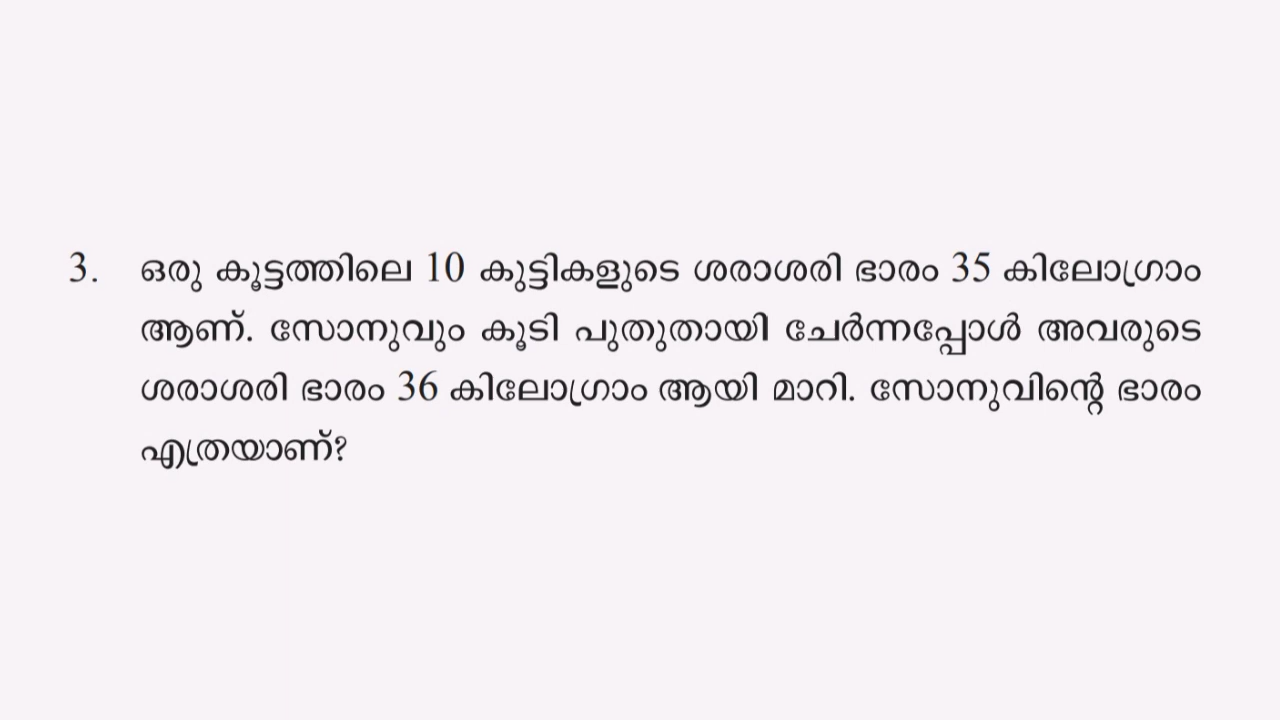 3. ഒരു കൂട്ടത്തിലെ 10 കുട്ടികളുടെ ശരാശരി ഭാരം 35 കിലോഗ്രാം
ആണ്. സോനുവും കൂടി പുതുതായി ചേർന്നപ്പോൾ അവരുടെ
ശരാശരി ഭാരം 36 കിലോഗ്രാം ആയി മാറി. സോനുവിന്റെ ഭാരം
എത്രയാണ്?